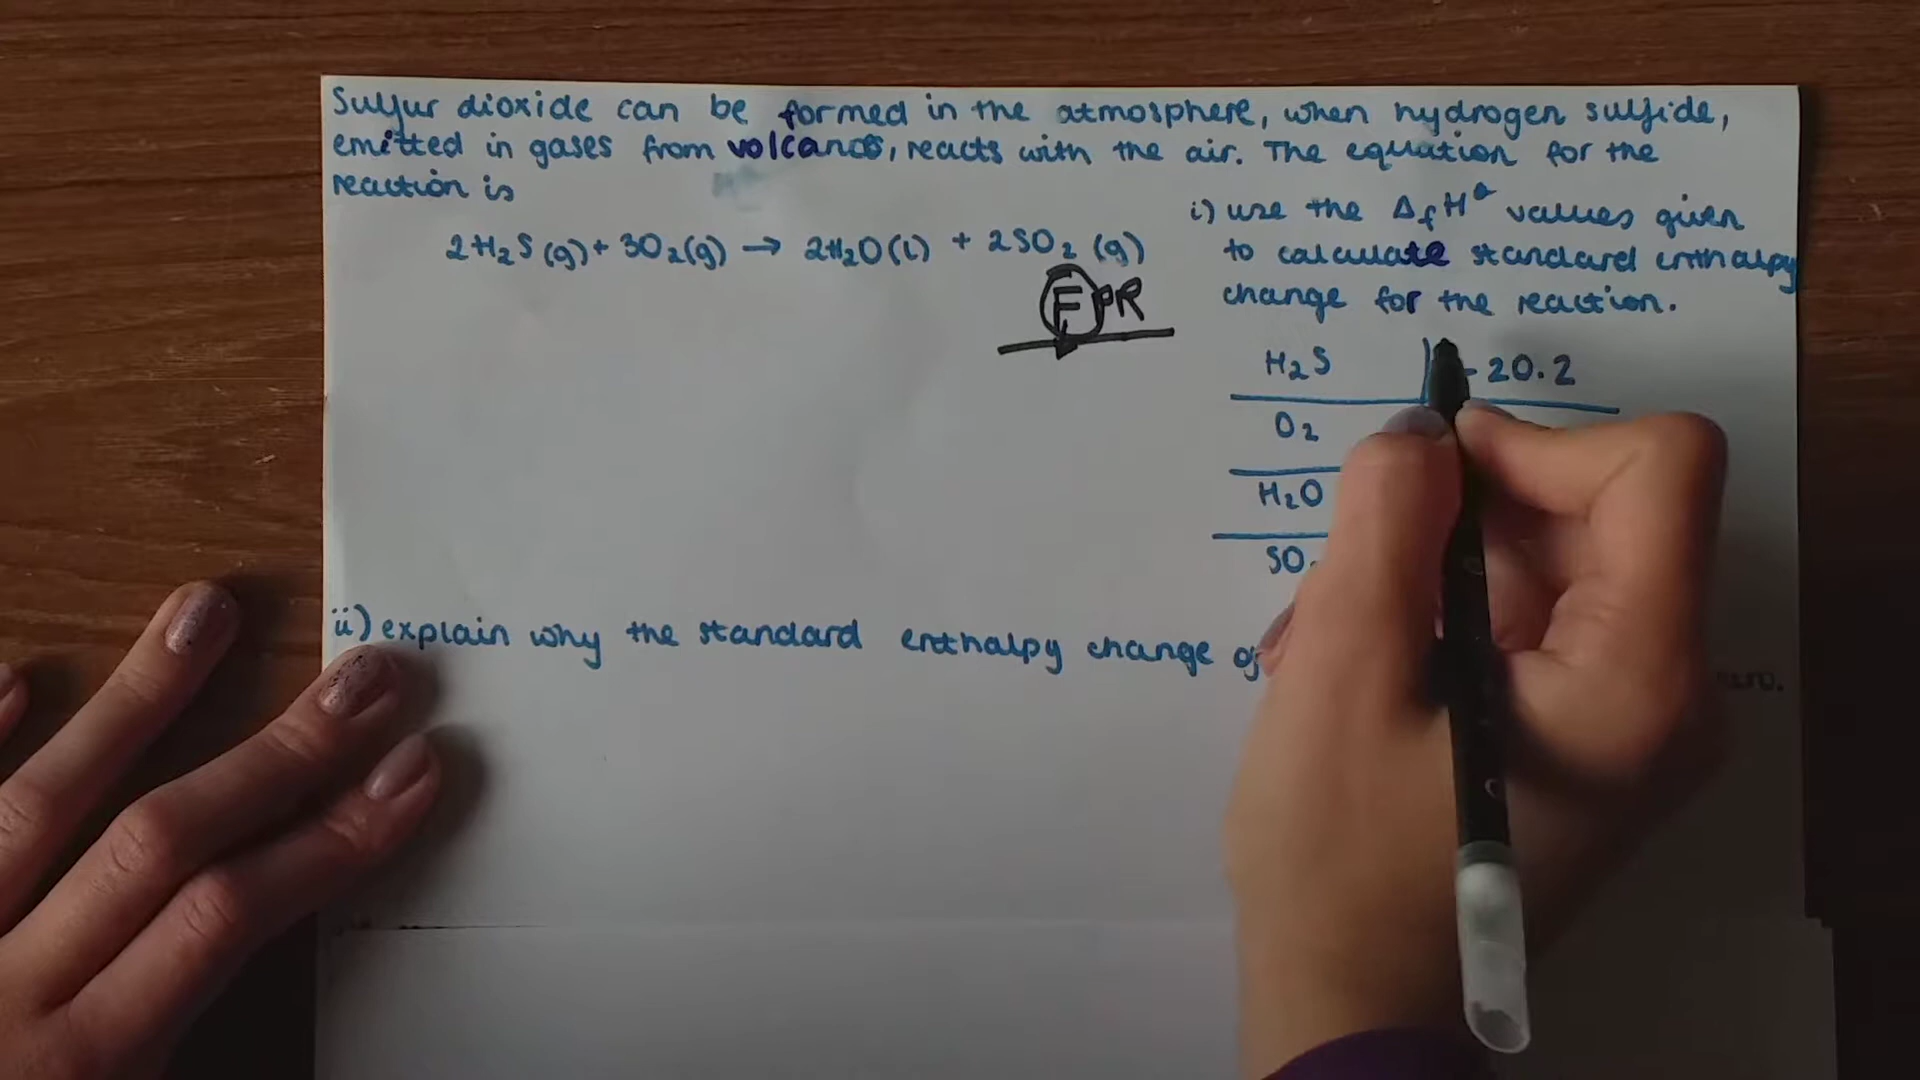 Sulfur dioxide can be formed in the atmosphere, when hydrogen sulfide,
emitted in gases from volcanos, reacts with the air. The equation for the
reaction is
2H₂S(g) + 3O₂(g) → 2H₂O(l) + 2SO₂(g)
FPR
i) use the ΔfH° values given
to calculate standard enthalpy
change for the reaction.
H₂S -20.2
O₂
H₂O
SO
ii) explain why the standard enthalpy change of